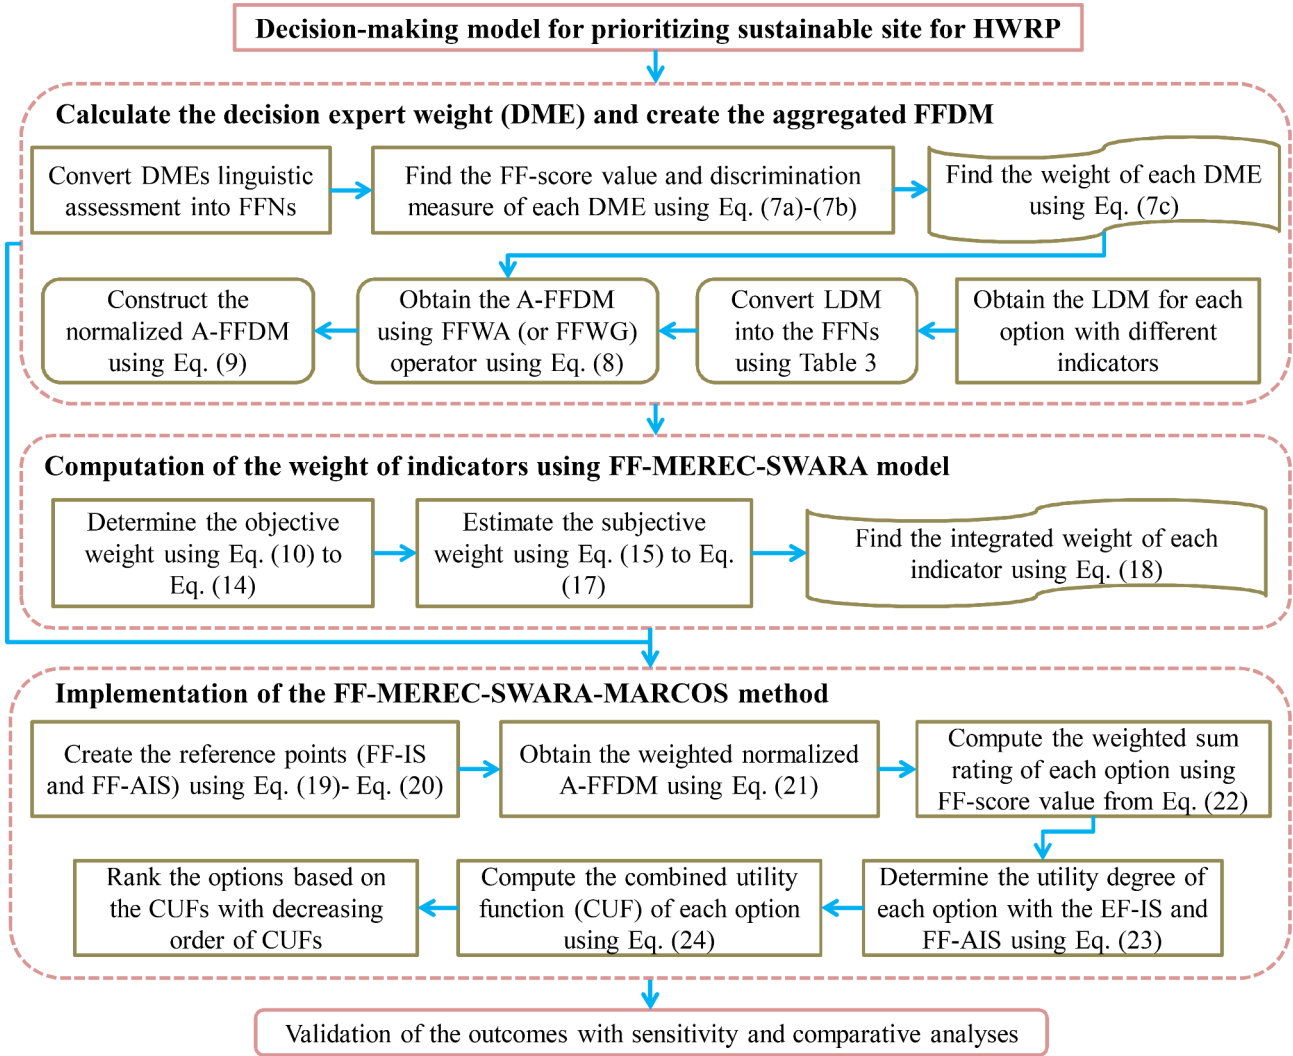 Decision-making model for prioritizing sustainable site for HWRP
Calculate the decision expert weight (DME) and create the aggregated FFDM
Convert DMEs linguistic
assessment into FFNs
Find the FF-score value and discrimination
measure of each DME using Eq. (7a)-(7b)
Find the weight of each DME
using Eq. (7c)
Construct the
normalized A-FFDM
using Eq. (9)
Obtain the A-FFDM
using FFWA (or FFWG)
operator using Eq. (8)
Convert LDM
into the FFNs
using Table 3
Obtain the LDM for each
option with different
indicators
Computation of the weight of indicators using FF-MEREC-SWARA model
Determine the objective
weight using Eq. (10) to
Eq. (14)
Estimate the subjective
weight using Eq. (15) to Eq.
(17)
Find the integrated weight of each
indicator using Eq. (18)
Implementation of the FF-MEREC-SWARA-MARCOS method
Create the reference points (FF-IS
and FF-AIS) using Eq. (19)- Eq. (20)
Obtain the weighted normalized
A-FFDM using Eq. (21)
Compute the weighted sum
rating of each option using
FF-score value from Eq. (22)
Rank the options based on
the CUFs with decreasing
order of CUFs
Compute the combined utility
function (CUF) of each option
using Eq. (24)
Determine the utility degree of
each option with the EF-IS and
FF-AIS using Eq. (23)
Validation of the outcomes with sensitivity and comparative analyses